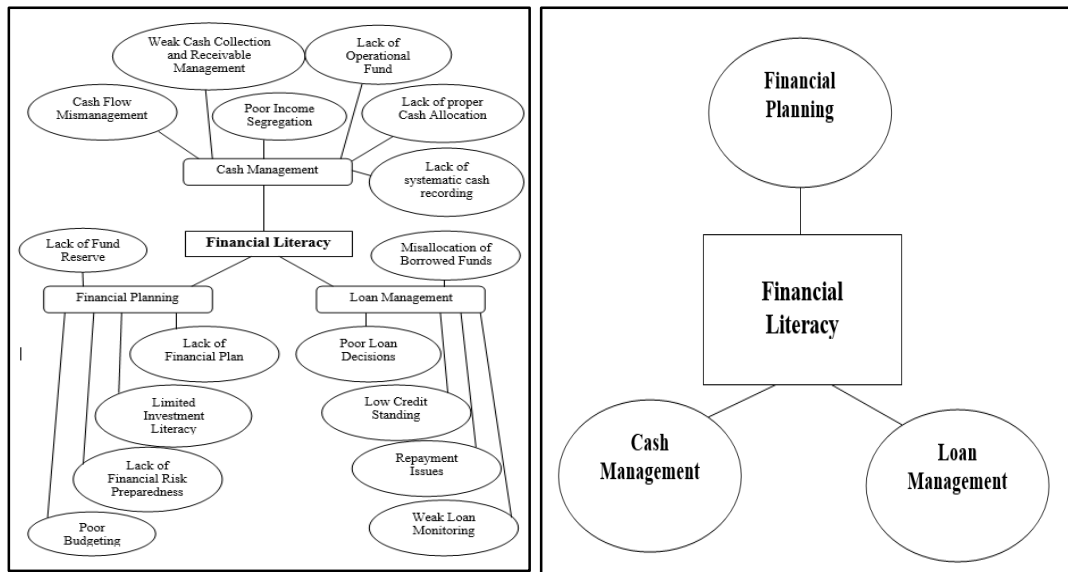 Weak Cash Collection
and Receivable
Management
Lack of
Operational
Fund
Cash Flow
Mismanagement
Poor Income
Segregation
Lack of proper
Cash Allocation
Cash Management
Lack of
systematic cash
recording
Financial Literacy
Lack of Fund
Reserve
Misallocation of
Borrowed Funds
Financial Planning
Loan Management
Lack of
Financial Plan
Poor Loan
Decisions
Limited
Investment
Literacy
Low Credit
Standing
Lack of
Financial Risk
Preparedness
Repayment
Issues
Poor
Budgeting
Weak Loan
Monitoring
Financial
Planning
Financial
Literacy
Cash
Management
Loan
Management